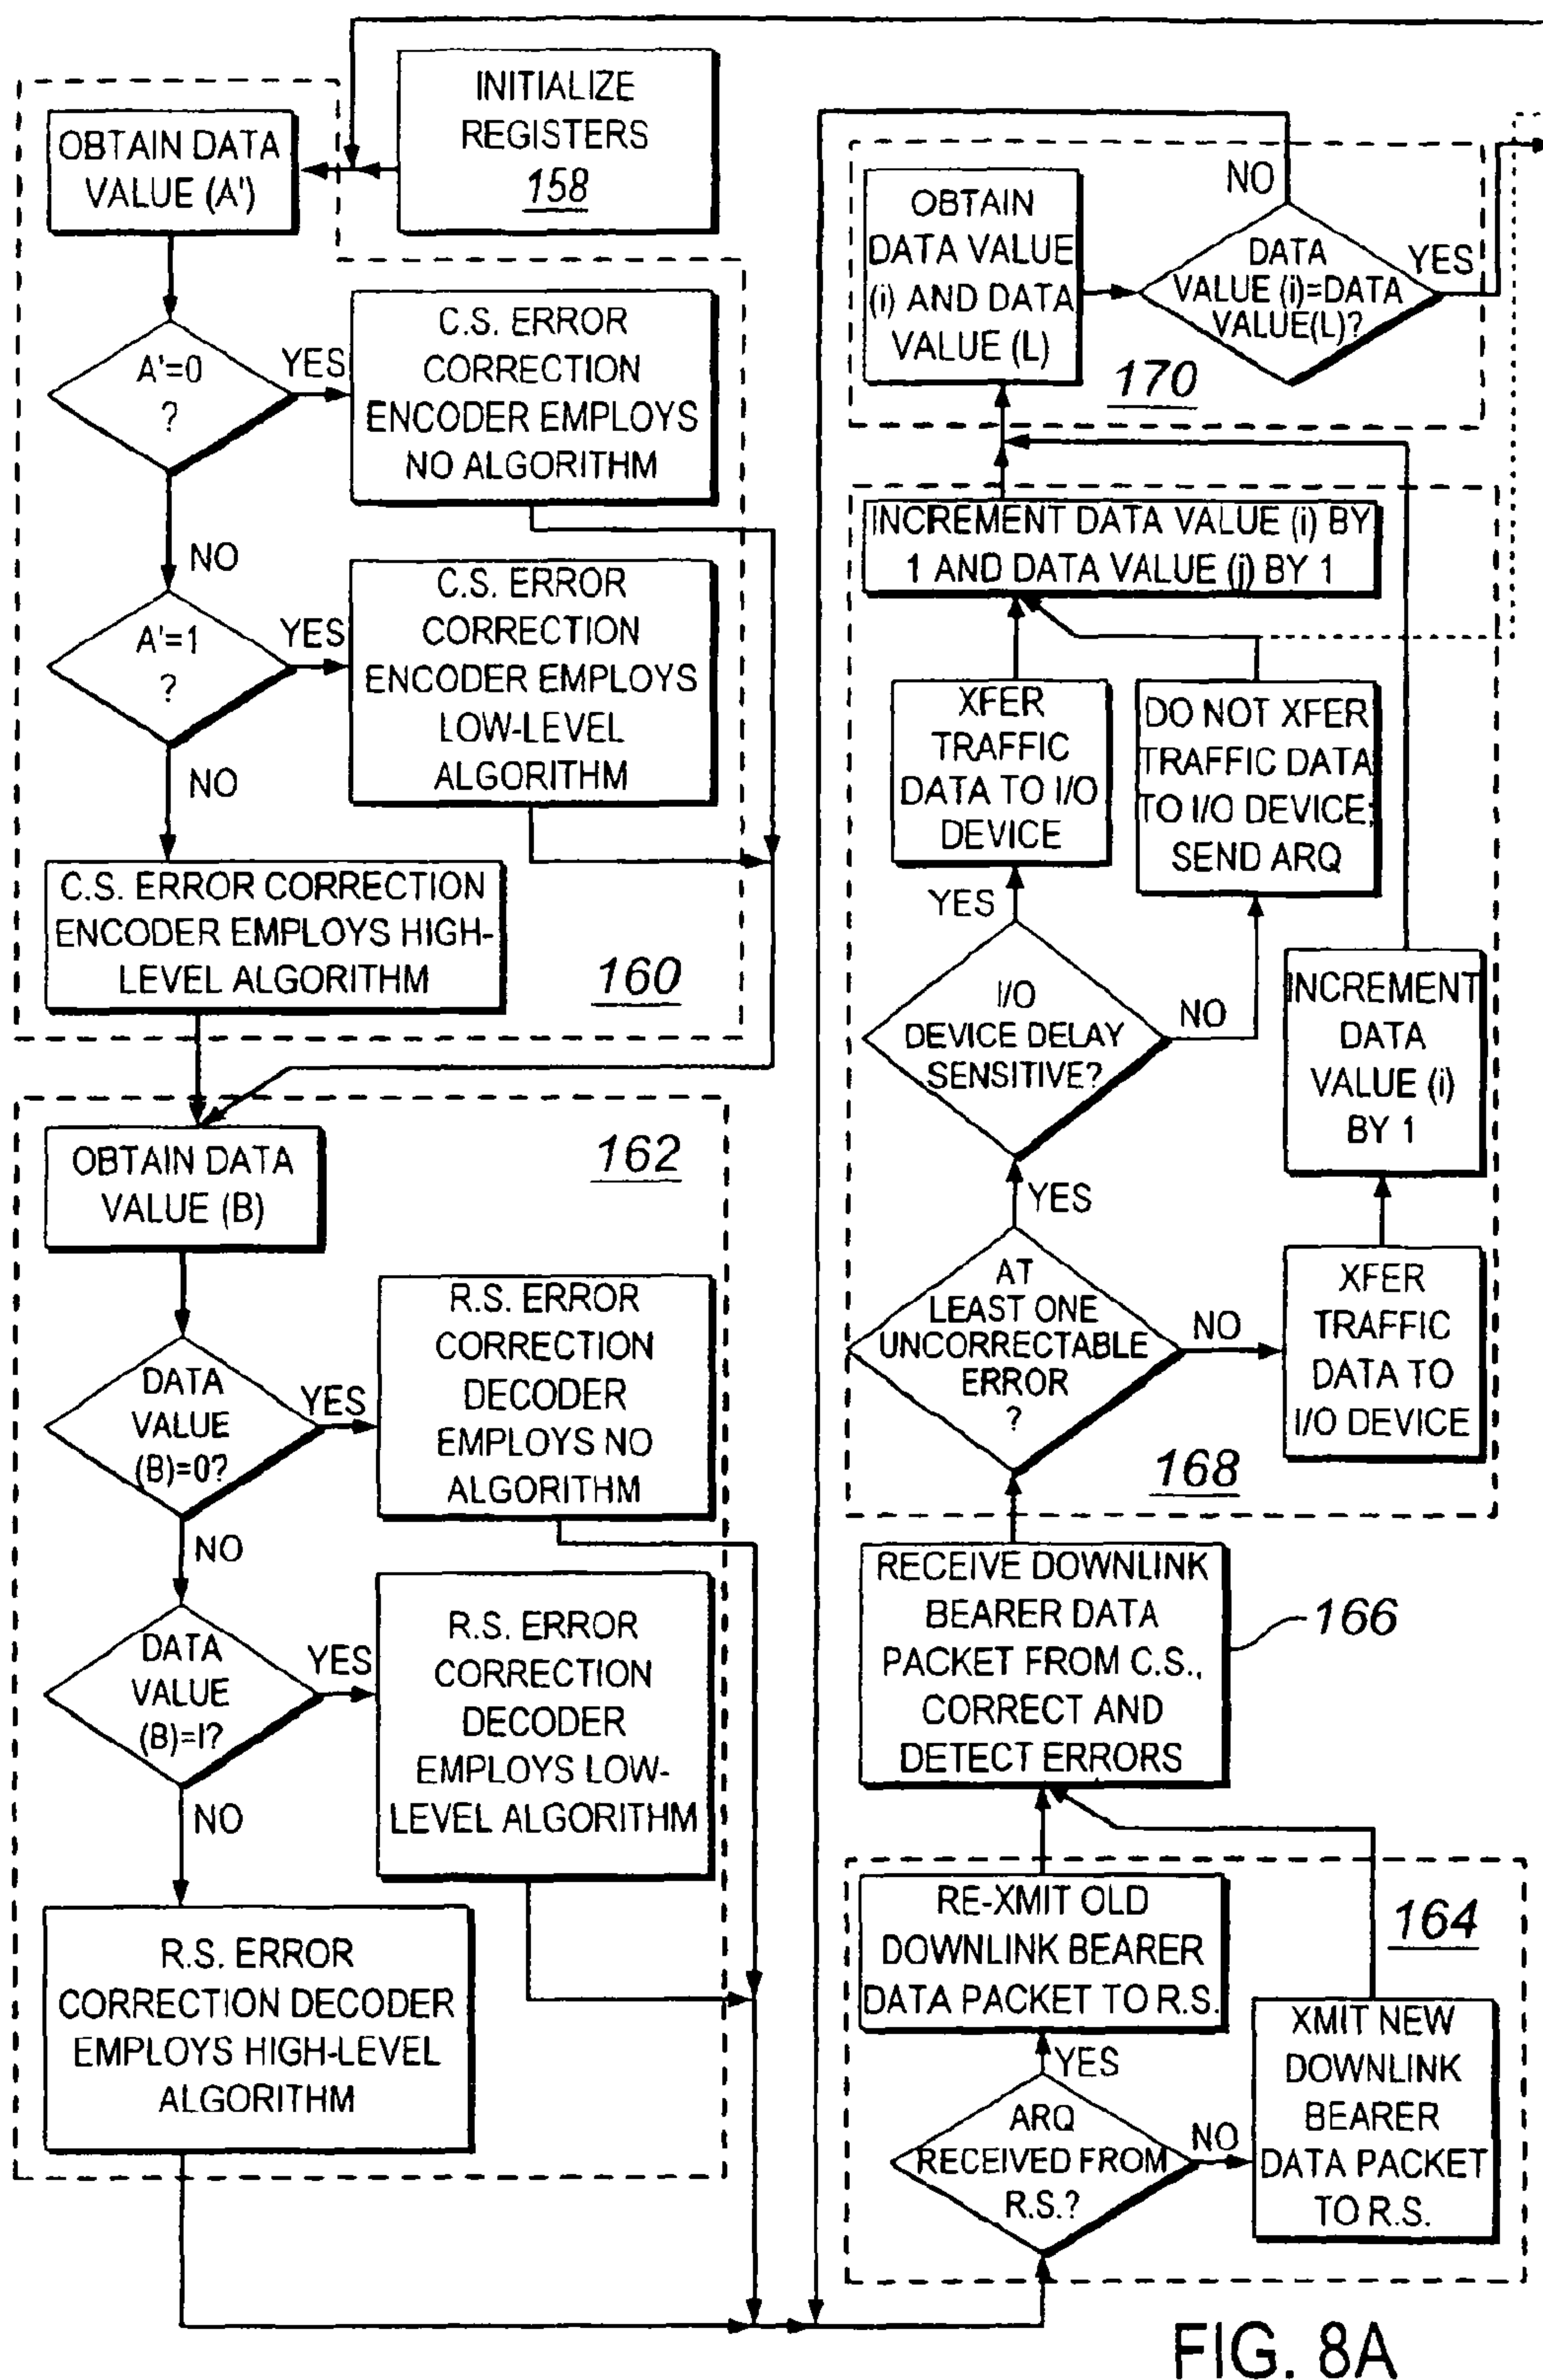 INITIALIZE
REGISTERS
158
OBTAIN DATA
VALUE (A')
A'=0
?
YES
C.S. ERROR
CORRECTION
ENCODER EMPLOYS
NO ALGORITHM
NO
A'=1
?
YES
C.S. ERROR
CORRECTION
ENCODER EMPLOYS
LOW-LEVEL
ALGORITHM
NO
C.S. ERROR CORRECTION
ENCODER EMPLOYS HIGH-
LEVEL ALGORITHM
160
162
OBTAIN DATA
VALUE (B)
DATA
VALUE
(B)=0?
YES
R.S. ERROR
CORRECTION
DECODER
EMPLOYS NO
ALGORITHM
NO
DATA
VALUE
(B)=I?
YES
R.S. ERROR
CORRECTION
DECODER
EMPLOYS LOW-
LEVEL ALGORITHM
NO
R.S. ERROR
CORRECTION DECODER
EMPLOYS HIGH-LEVEL
ALGORITHM
OBTAIN
DATA VALUE
(i) AND DATA
VALUE (L)
NO
DATA
VALUE (i)=DATA
VALUE(L)?
YES
170
INCREMENT DATA VALUE (i) BY
1 AND DATA VALUE (j) BY 1
XFER
TRAFFIC
DATA TO I/O
DEVICE
DO NOT XFER
TRAFFIC DATA
TO I/O DEVICE;
SEND ARQ
YES
I/O
DEVICE DELAY
SENSITIVE?
NO
INCREMENT
DATA
VALUE (i)
BY 1
YES
AT
LEAST ONE
UNCORRECTABLE
ERROR
?
NO
XFER
TRAFFIC
DATA TO
I/O DEVICE
168
RECEIVE DOWNLINK
BEARER DATA
PACKET FROM C.S.,
CORRECT AND
DETECT ERRORS
166
RE-XMIT OLD
DOWNLINK BEARER
DATA PACKET TO R.S.
164
YES
ARQ
RECEIVED FROM
R.S.?
NO
XMIT NEW
DOWNLINK
BEARER
DATA PACKET
TO R.S.
FIG. 8A